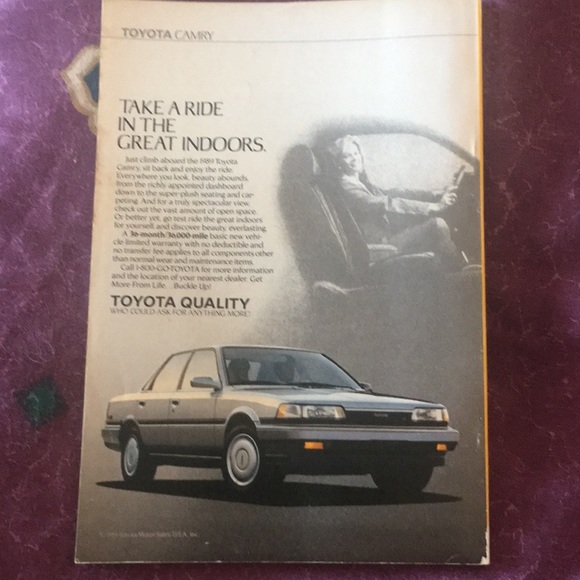 TOYOTA CAMRY
TAKE A RIDE
IN THE
GREAT INDOORS.
Just climb aboard the 1989 Toyota
Camry, sit back and enjoy the ride.
Everywhere you look, beauty abounds,
from the richly appointed dashboard
down to the super-plush seating and car-
peting. And for a truly spectacular view,
check out the vast amount of open space.
Or better yet, go test ride the great indoors
for yourself and discover beauty, everlasting.
A 36-month/36,000-mile basic new vehi-
cle limited warranty with no deductible and
no transfer fee applies to all components other
than normal wear and maintenance items.
Call 1-800-GO-TOYOTA for more information
and the location of your nearest dealer. Get
More From Life... Buckle Up!
TOYOTA QUALITY
WHO COULD ASK FOR ANYTHING MORE!
Toyota Motor Sales, U.S.A., Inc.